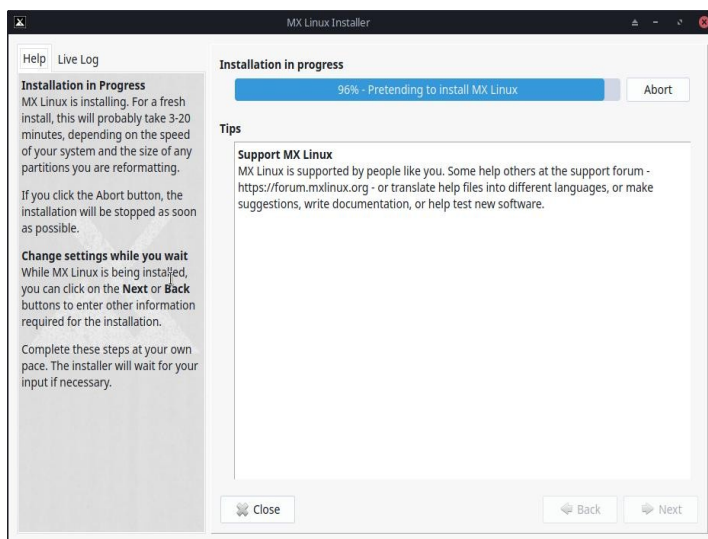 MX Linux Installer
Help Live Log
Installation in Progress
MX Linux is installing. For a fresh
install, this will probably take 3-20
minutes, depending on the speed
of your system and the size of any
partitions you are reformatting.
If you click the Abort button, the
installation will be stopped as soon
as possible.
Change settings while you wait
While MX Linux is being installed,
you can click on the Next or Back
buttons to enter other information
required for the installation.
Complete these steps at your own
pace. The installer will wait for your
input if necessary.
Installation in progress
96% - Pretending to install MX Linux
Abort
Tips
Support MX Linux
MX Linux is supported by people like you. Some help others at the support forum -
https://forum.mxlinux.org - or translate help files into different languages, or make
suggestions, write documentation, or help test new software.
Close
Back
Next